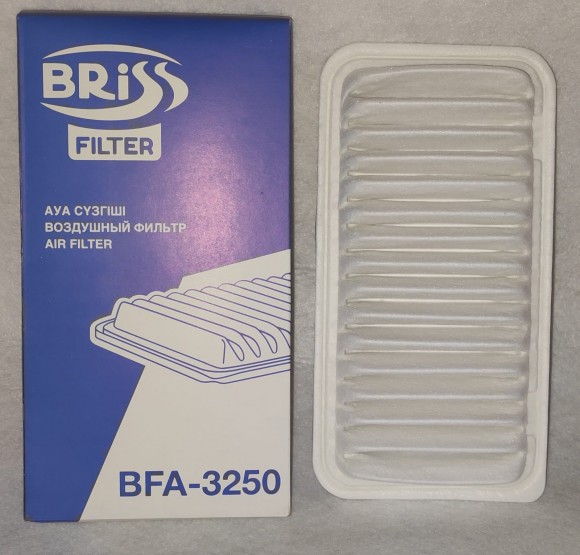 BRiSS
FILTER
АУА СҮЗГІШІ
ВОЗДУШНЫЙ ФИЛЬТР
AIR FILTER
BFA-3250